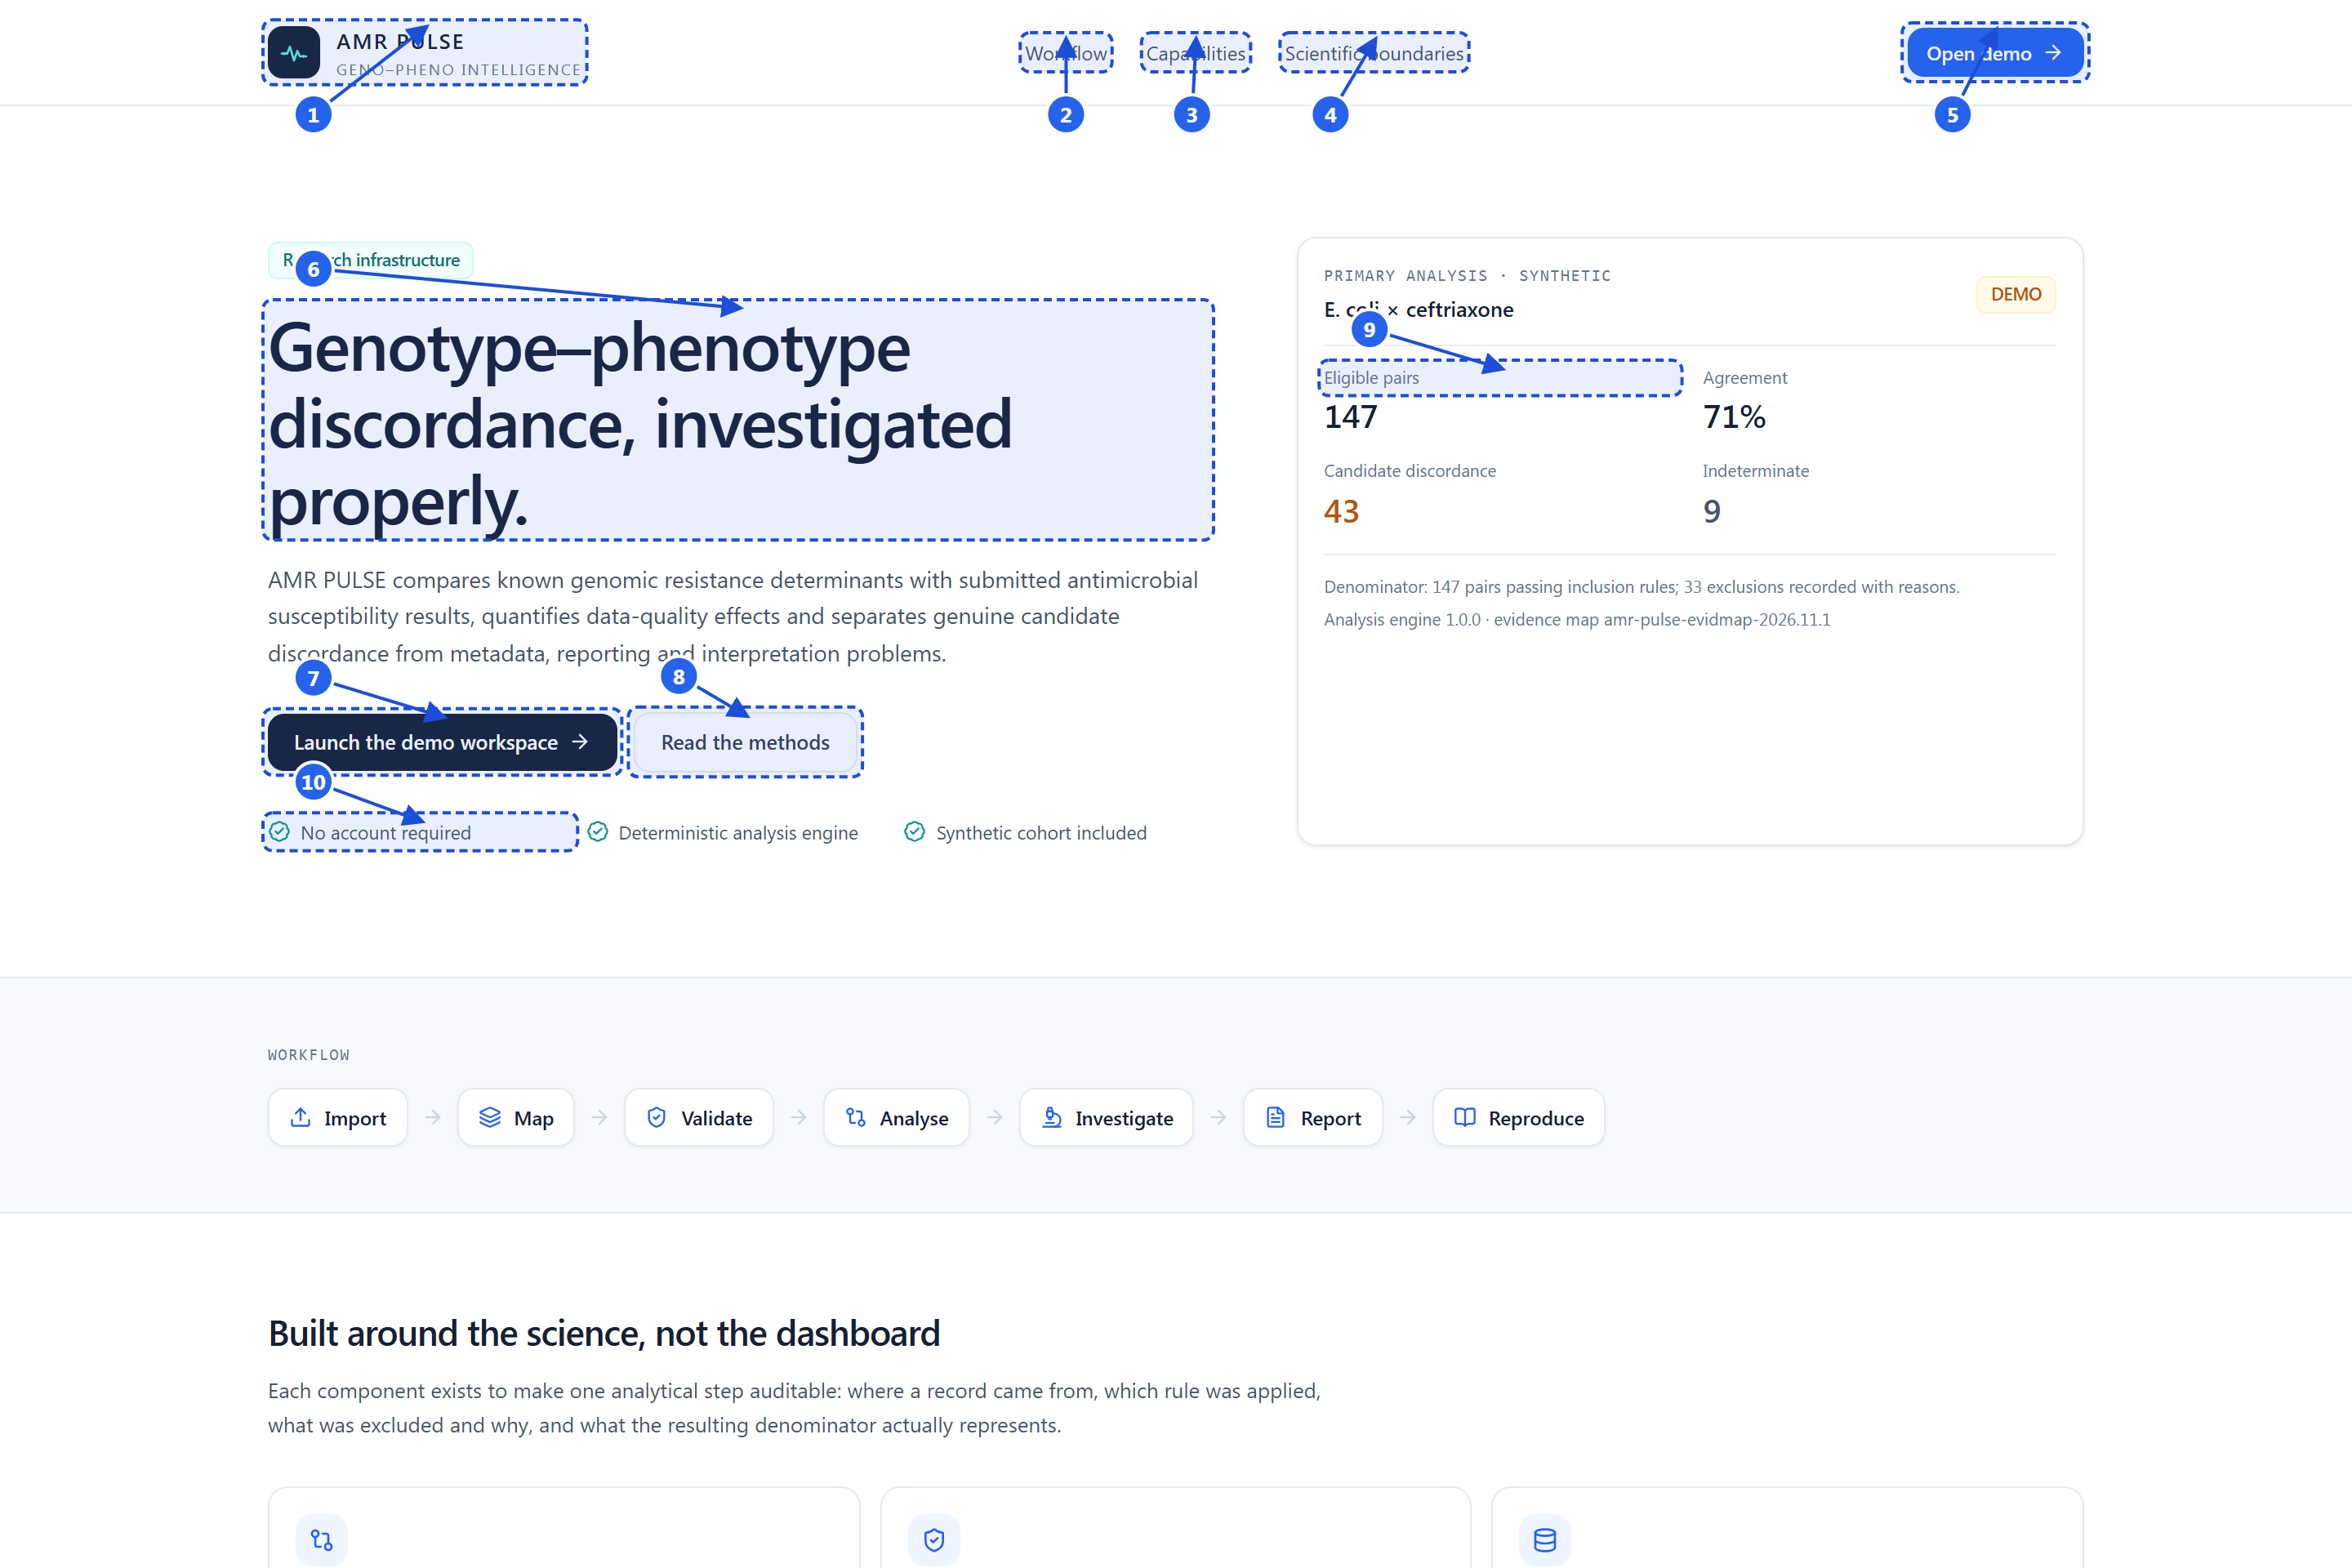 AMR PULSE
GENO–PHENO INTELLIGENCE
Workflow
Capabilities
Scientific boundaries
Open demo
1
2
3
4
5
6
infrastructure
Genotype–phenotype
discordance, investigated
properly.
AMR PULSE compares known genomic resistance determinants with submitted antimicrobial
susceptibility results, quantifies data-quality effects and separates genuine candidate
discordance from metadata, reporting and interpretation problems.
7
8
Launch the demo workspace
Read the methods
10
No account required
Deterministic analysis engine
Synthetic cohort included
PRIMARY ANALYSIS · SYNTHETIC
E. coli × ceftriaxone
DEMO
9
Eligible pairs
147
Agreement
71%
Candidate discordance
43
Indeterminate
9
Denominator: 147 pairs passing inclusion rules; 33 exclusions recorded with reasons.
Analysis engine 1.0.0 · evidence map amr-pulse-evidmap-2026.11.1
WORKFLOW
Import
Map
Validate
Analyse
Investigate
Report
Reproduce
Built around the science, not the dashboard
Each component exists to make one analytical step auditable: where a record came from, which rule was applied,
what was excluded and why, and what the resulting denominator actually represents.